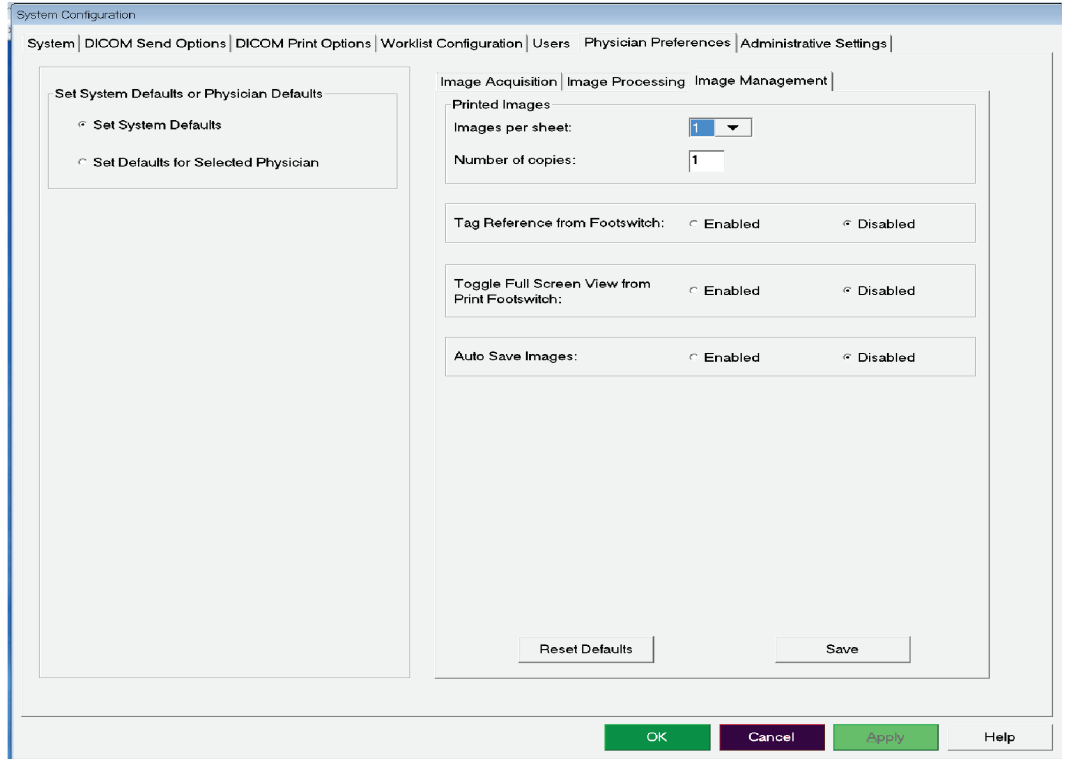 System Configuration
System DICOM Send Options DICOM Print Options Worklist Configuration Users Physician Preferences Administrative Settings
Set System Defaults or Physician Defaults
Set System Defaults
Set Defaults for Selected Physician
Image Acquisition Image Processing Image Management
Printed Images
Images per sheet: 1
Number of copies: 1
Tag Reference from Footswitch: Enabled Disabled
Toggle Full Screen View from
Print Footswitch: Enabled Disabled
Auto Save Images: Enabled Disabled
Reset Defaults Save
OK Cancel Apply Help